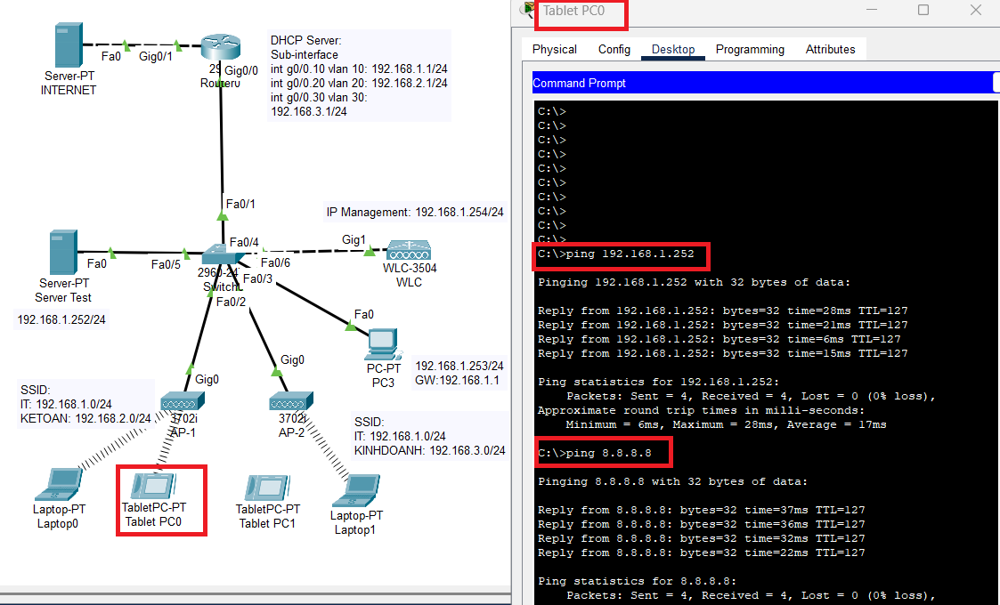 Fa0
Gig0/1
Server-PT
INTERNET
29
Gig0/0
Router0
DHCP Server:
Sub-interface
int g0/0.10 vlan 10: 192.168.1.1/24
int g0/0.20 vlan 20: 192.168.2.1/24
int g0/0.30 vlan 30:
192.168.3.1/24
Fa0/1
IP Management: 192.168.1.254/24
Fa0/4
Gig1
Fa0
Fa0/5
Fa0/6
2960-24
Switch
Fa0/3
Fa0/2
WLC-3504
WLC
Server-PT
Server Test
192.168.1.252/24
Fa0
PC-PT
PC3
192.168.1.253/24
GW:192.168.1.1
Gig0
Gig0
SSID:
IT: 192.168.1.0/24
KETOAN: 192.168.2.0/24
3702i
AP-1
3702i
AP-2
SSID:
IT: 192.168.1.0/24
KINHDOANH: 192.168.3.0/24
Laptop-PT
Laptop0
TabletPC-PT
Tablet PC0
TabletPC-PT
Tablet PC1
Laptop-PT
Laptop1
Tablet PC0
Physical Config Desktop Programming Attributes
Command Prompt
C:\>
C:\>
C:\>
C:\>
C:\>
C:\>
C:\>
C:\>
C:\>
C:\>
C:\>ping 192.168.1.252
Pinging 192.168.1.252 with 32 bytes of data:
Reply from 192.168.1.252: bytes=32 time=28ms TTL=127
Reply from 192.168.1.252: bytes=32 time=21ms TTL=127
Reply from 192.168.1.252: bytes=32 time=6ms TTL=127
Reply from 192.168.1.252: bytes=32 time=15ms TTL=127
Ping statistics for 192.168.1.252:
Packets: Sent = 4, Received = 4, Lost = 0 (0% loss),
Approximate round trip times in milli-seconds:
Minimum = 6ms, Maximum = 28ms, Average = 17ms
C:\>ping 8.8.8.8
Pinging 8.8.8.8 with 32 bytes of data:
Reply from 8.8.8.8: bytes=32 time=37ms TTL=127
Reply from 8.8.8.8: bytes=32 time=36ms TTL=127
Reply from 8.8.8.8: bytes=32 time=32ms TTL=127
Reply from 8.8.8.8: bytes=32 time=22ms TTL=127
Ping statistics for 8.8.8.8:
Packets: Sent = 4, Received = 4, Lost = 0 (0% loss),